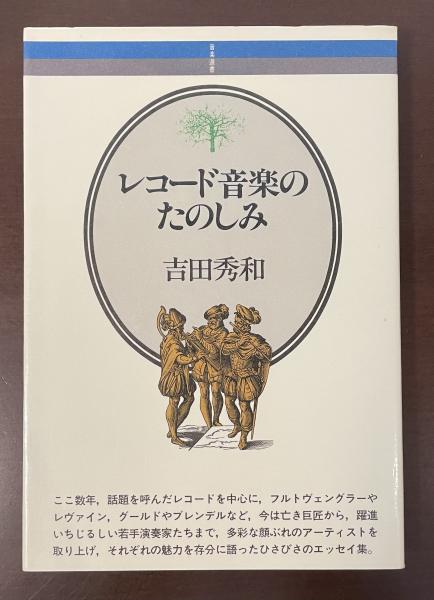 音楽選書
レコード音楽の
たのしみ
吉田秀和
ここ数年，話題を呼んだレコードを中心に，フルトヴェングラーや
レヴァイン，グールドやブレンデルなど，今は亡き巨匠から，躍進
いちじるしい若手演奏家たちまで，多彩な顔ぶれのアーティストを
取り上げ，それぞれの魅力を存分に語ったひさびさのエッセイ集。